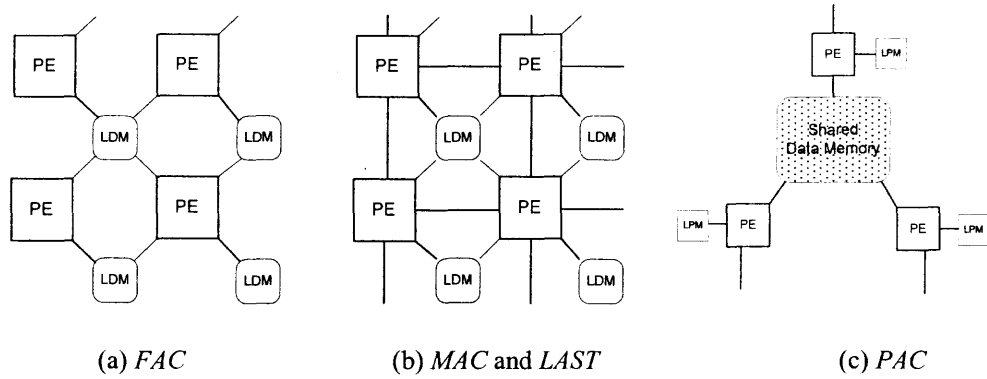 PE PE PE PE
PE LPM
LDM LDM LDM LDM
Shared
Data Memory
PE PE PE PE
LPM PE PE LPM
LDM LDM LDM LDM
(a) FAC (b) MAC and LAST (c) PAC